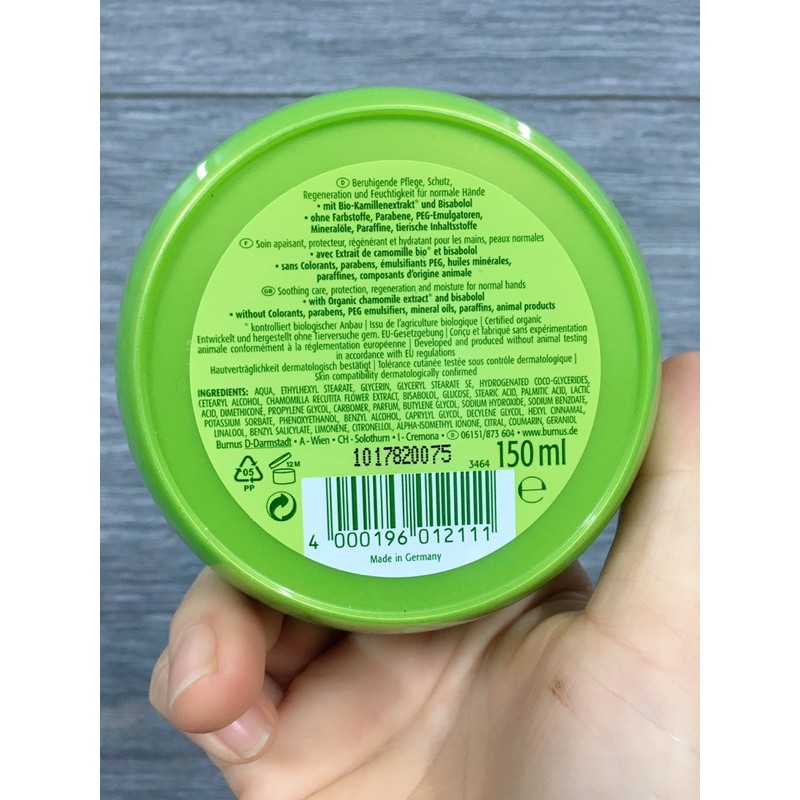 D Beruhigende Pflege, Schutz,
Regeneration und Feuchtigkeit für normale Hände
• mit Bio-Kamillenextrakt* und Bisabolol
• ohne Farbstoffe, Parabene, PEG-Emulgatoren,
Mineralöle, Paraffine, tierische Inhaltsstoffe
F Soin apaisant, protecteur, régénérant et hydratant pour les mains, peaux normales
• avec Extrait de camomille bio* et bisabolol
• sans Colorants, parabens, émulsifiants PEG, huiles minérales,
paraffines, composants d'origine animale
GB Soothing care, protection, regeneration and moisture for normal hands
• with Organic chamomile extract* and bisabolol
• without Colorants, parabens, PEG emulsifiers, mineral oils, paraffins, animal products
* kontrolliert biologischer Anbau | Issu de l'agriculture biologique | Certified organic
Entwickelt und hergestellt ohne Tierversuche gem. EU-Gesetzgebung | Conçu et fabriqué sans expérimentation
animale conformément à la réglementation européenne | Developed and produced without animal testing
in accordance with EU regulations
Hautverträglichkeit dermatologisch bestätigt | Tolérance cutanée testée sous contrôle dermatologique |
Skin compatibility dermatologically confirmed
INGREDIENTS: AQUA, ETHYLHEXYL STEARATE, GLYCERIN, GLYCERYL STEARATE SE, HYDROGENATED COCO-GLYCERIDES,
CETEARYL ALCOHOL, CHAMOMILLA RECUTITA FLOWER EXTRACT, BISABOLOL, GLUCOSE, STEARIC ACID, PALMITIC ACID, LACTIC
ACID, DIMETHICONE, PROPYLENE GLYCOL, CARBOMER, PARFUM, BUTYLENE GLYCOL, SODIUM HYDROXIDE, SODIUM BENZOATE,
POTASSIUM SORBATE, PHENOXYETHANOL, BENZYL ALCOHOL, CAPRYLYL GLYCOL, DECYLENE GLYCOL, HEXYL CINNAMAL,
LINALOOL, BENZYL SALICYLATE, LIMONENE, CITRONELLOL, ALPHA-ISOMETHYL IONONE, CITRAL, COUMARIN, GERANIOL
Burnus D-Darmstadt • A - Wien • CH - Solothurn • I - Cremona • D 06151/873 604 • www.burnus.de
1017820075
3464 150 ml
05
PP
12 M
e
4 000196 012111
Made in Germany